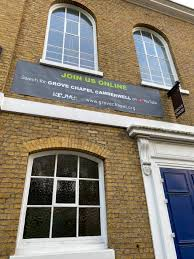 JOIN US ONLINE
Search for GROVE CHAPEL CAMBERWELL on YouTube
www.grovechapel.org